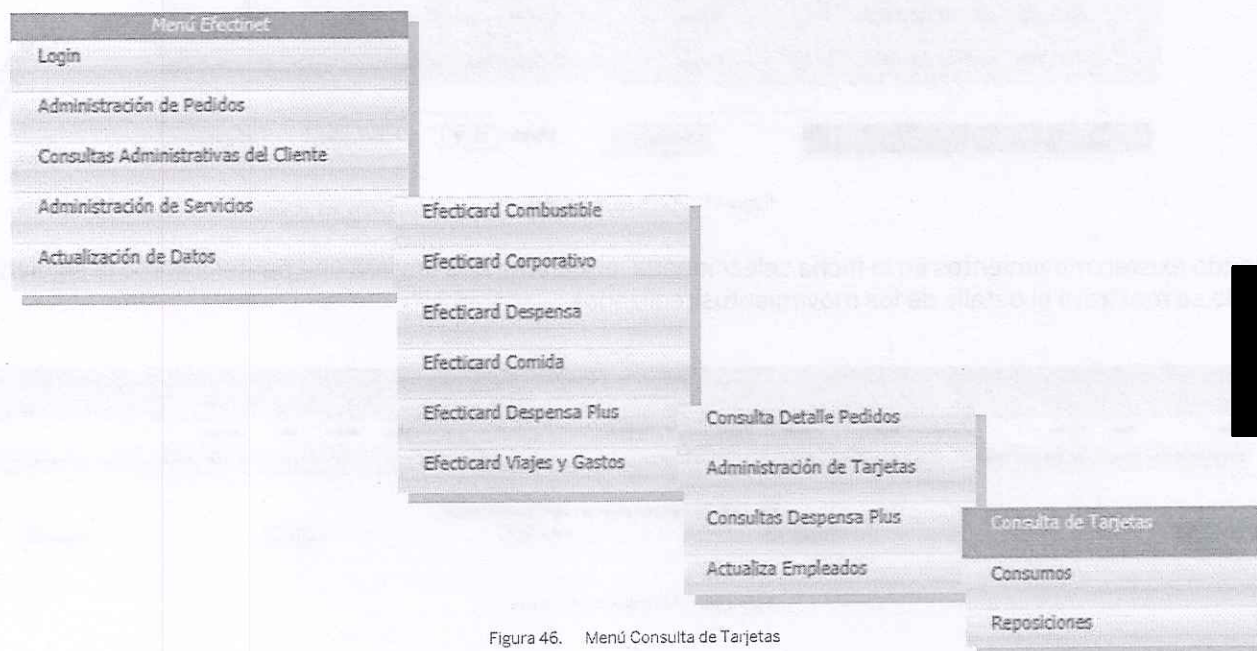 Menú Efectinet
Login
Administración de Pedidos
Consultas Administrativas del Cliente
Administración de Servicios
Actualización de Datos
Efecticard Combustible
Efecticard Corporativo
Efecticard Despensa
Efecticard Comida
Efecticard Despensa Plus
Efecticard Viajes y Gastos
Consulta Detalle Pedidos
Administración de Tarjetas
Consultas Despensa Plus
Actualiza Empleados
Consulta de Tarjetas
Consumos
Reposiciones
Figura 46. Menú Consulta de Tarjetas